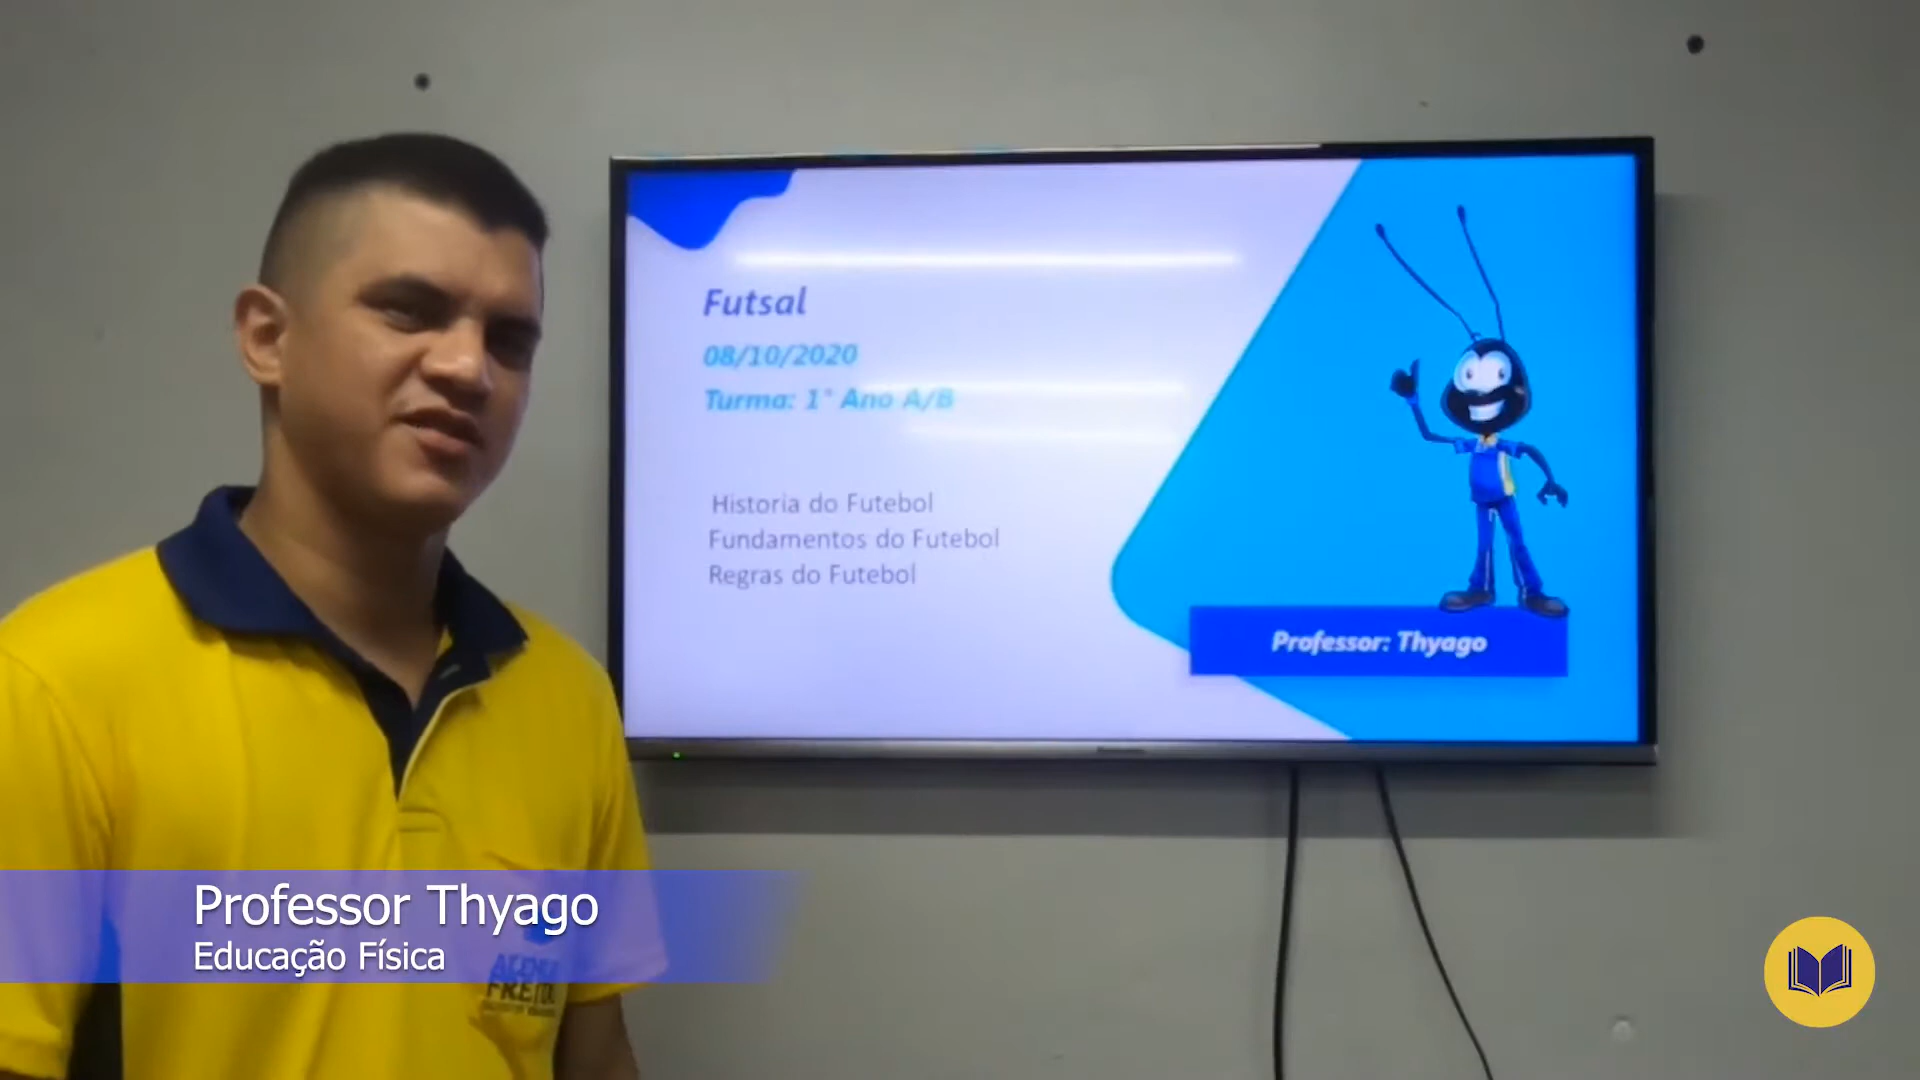 Futsal
08/10/2020
Turma: 1° Ano A/B
Historia do Futebol
Fundamentos do Futebol
Regras do Futebol
Professor: Thyago
Professor Thyago
Educação Física